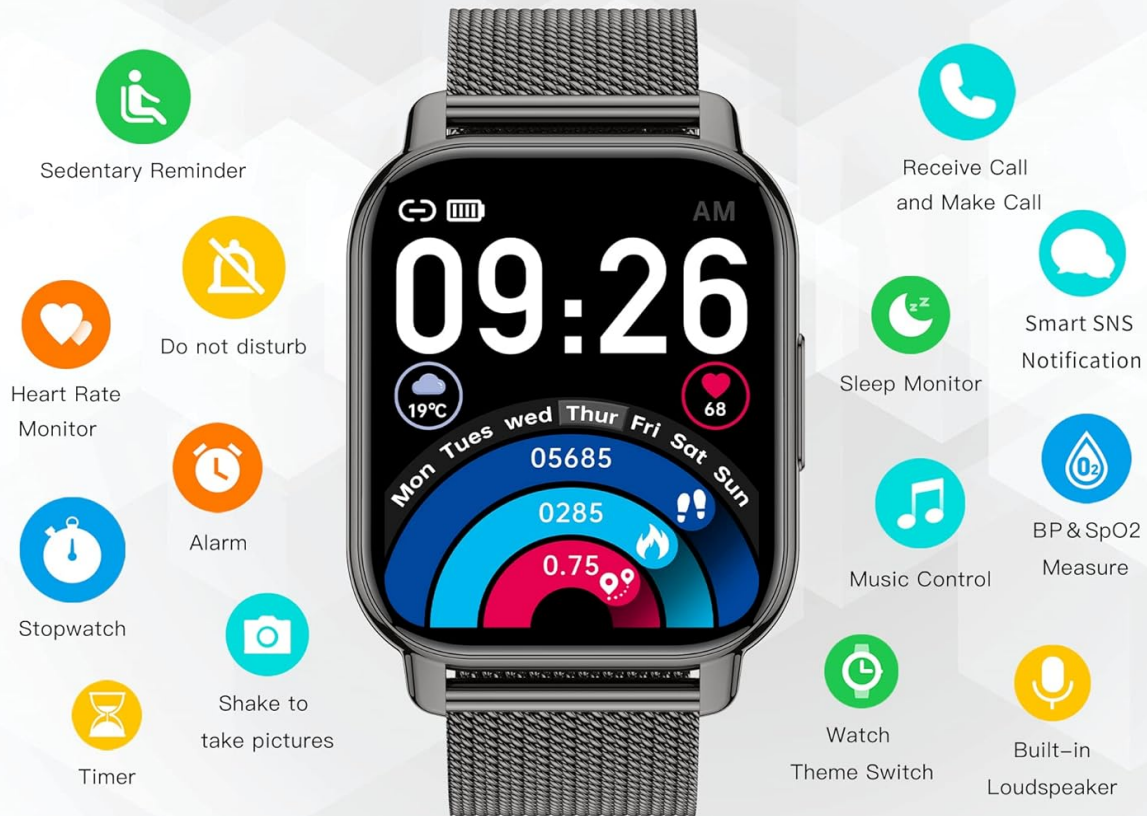 Sedentary Reminder
Do not disturb
Heart Rate
Monitor
Alarm
Stopwatch
Shake to
take pictures
Timer
AM
09:26
19°C
68
Mon Tues wed Thur Fri Sat Sun
05685
0285
0.75
Receive Call
and Make Call
Smart SNS
Notification
zz
Sleep Monitor
O2
BP & SpO2
Measure
Music Control
Watch
Theme Switch
Built-in
Loudspeaker